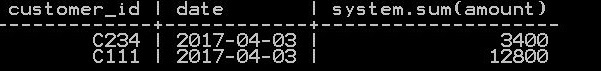 customer_id | date | system.sum(amount)
-------------+------------+--------------------
C234 | 2017-04-03 | 3400
C111 | 2017-04-03 | 12800